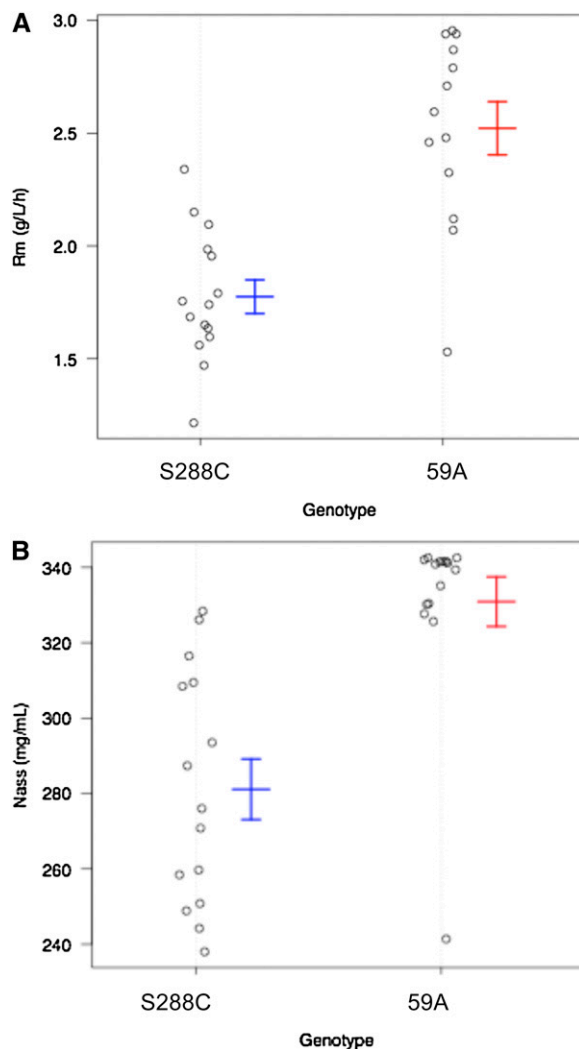 A
3.0
2.5
2.0
1.5
Rm (g/L/h)
S288C 59A
Genotype
B
340
320
300
280
260
240
Nass (mg/mL)
S288C 59A
Genotype